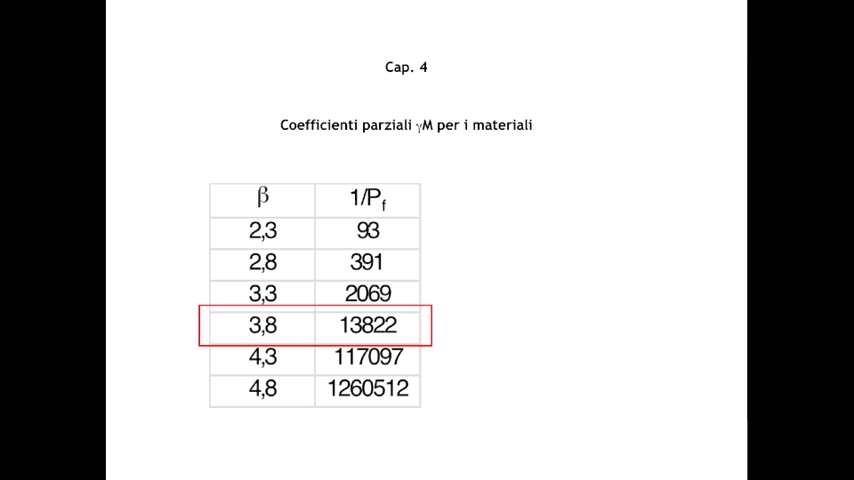 Cap. 4
Coefficienti parziali γM per i materiali
β 1/Pf
2,3 93
2,8 391
3,3 2069
3,8 13822
4,3 117097
4,8 1260512